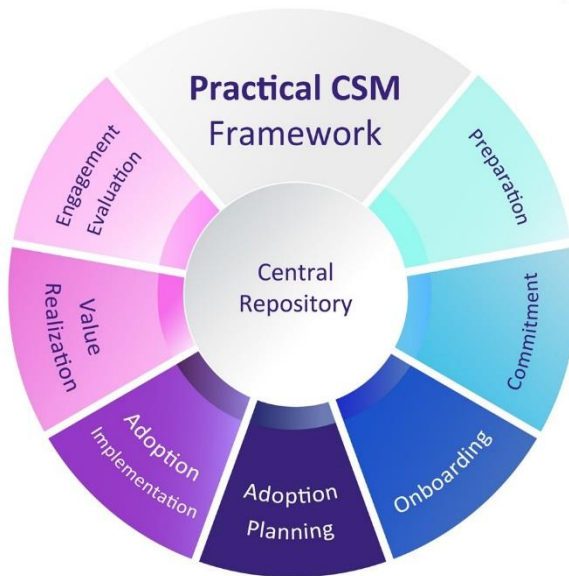 Practical CSM
Framework
Preparation
Commitment
Onboarding
Adoption
Planning
Adoption
Implementation
Value
Realization
Engagement
Evaluation
Central
Repository